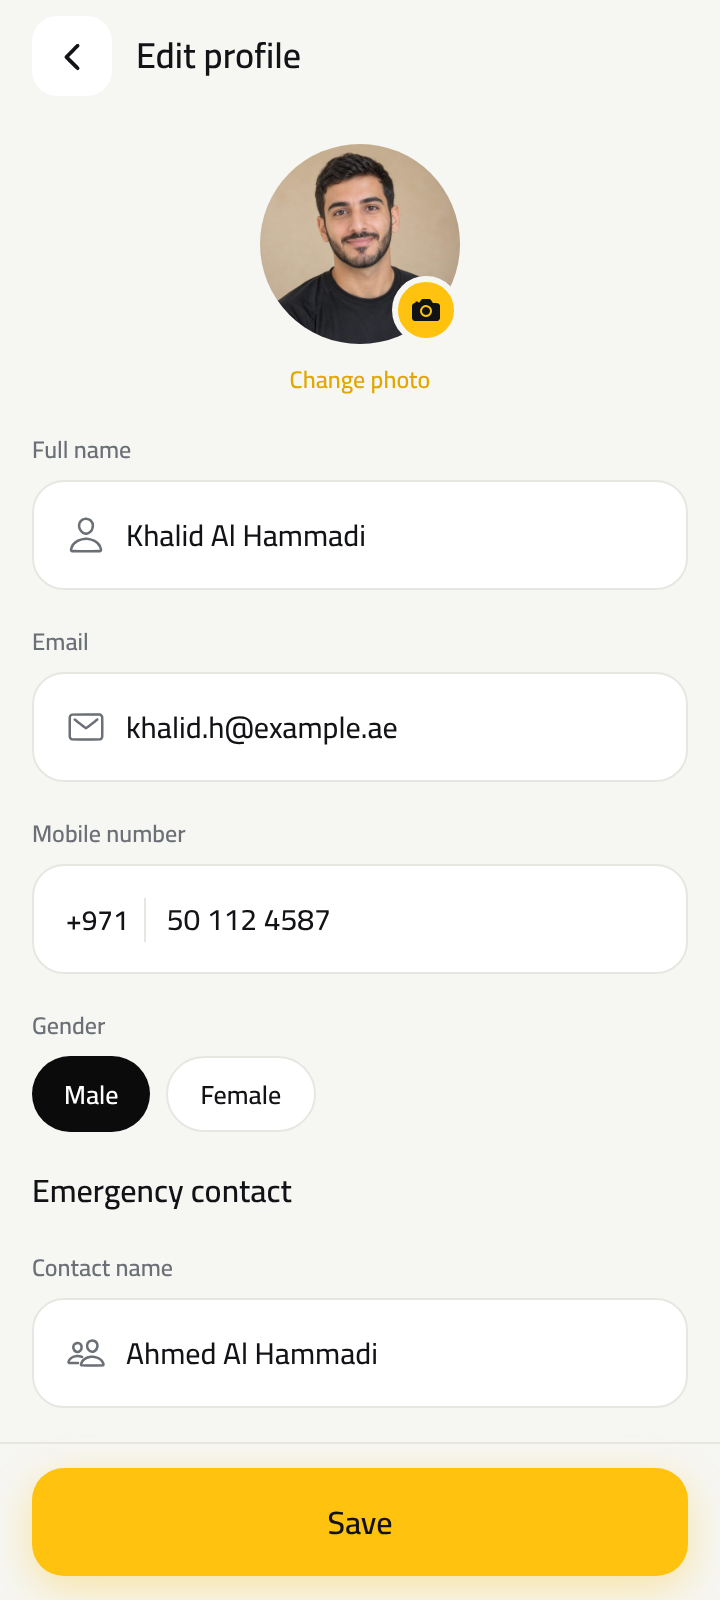 Edit profile
Change photo
Full name
Khalid Al Hammadi
Email
khalid.h@example.ae
Mobile number
+971 50 112 4587
Gender
Male Female
Emergency contact
Contact name
Ahmed Al Hammadi
Save